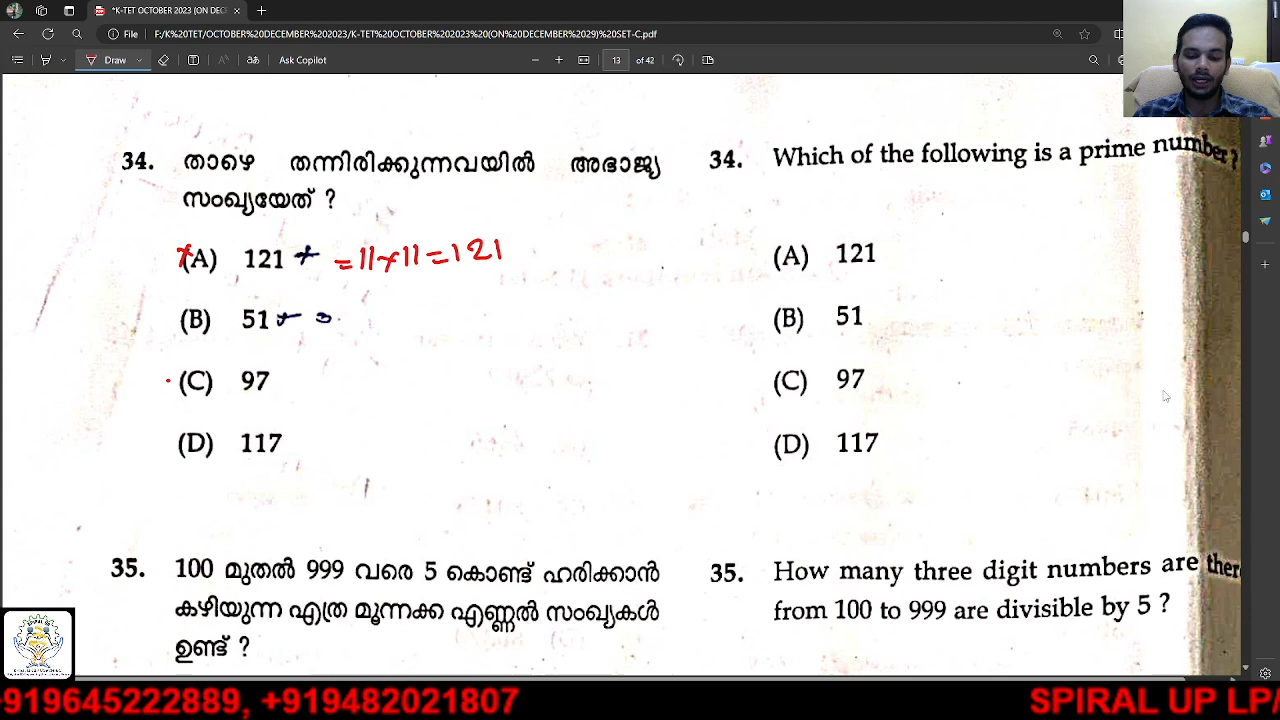 *K-TET OCTOBER 2023 (ON DECE
File
F:/K%20TET/OCTOBER%20DECEMBER%202023/K-TET%20OCTOBER%202023%20(ON%20DECEMBER%2029)%20SET-C.pdf
Draw
Ask Copilot
13 of 42
34. താഴെ തന്നിരിക്കുന്നവയിൽ അഭാജ്യ
സംഖ്യയേത് ?
(A) 121 = 11 × 11 = 121
(B) 51
(C) 97
(D) 117
35. 100 മുതൽ 999 വരെ 5 കൊണ്ട് ഹരിക്കാൻ
കഴിയുന്ന എത്ര മൂന്നക്ക എണ്ണൽ സംഖ്യകൾ
ഉണ്ട് ?
34. Which of the following is a prime number ?
(A) 121
(B) 51
(C) 97
(D) 117
35. How many three digit numbers are ther
from 100 to 999 are divisible by 5 ?
+919645222889, +919482021807
SPIRAL UP LPA